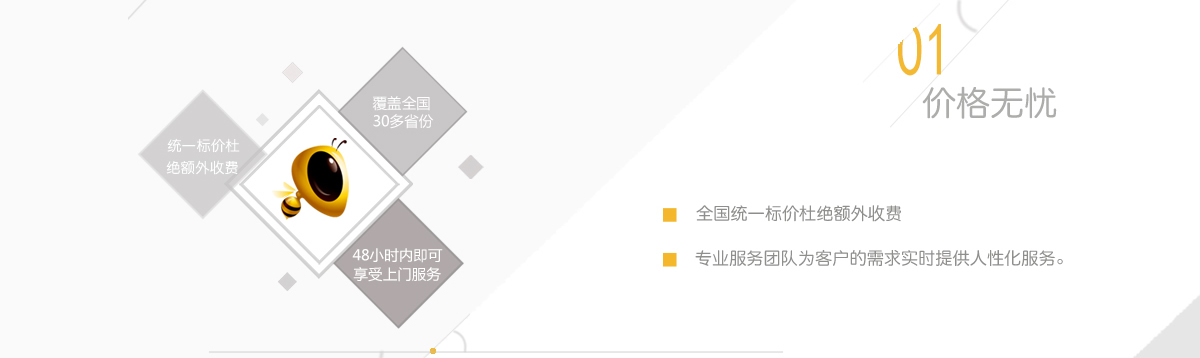 统一标价杜
绝额外收费
覆盖全国
30多省份
48小时内即可
享受上门服务
01
价格无忧
全国统一标价杜绝额外收费
专业服务团队为客户的需求实时提供人性化服务。